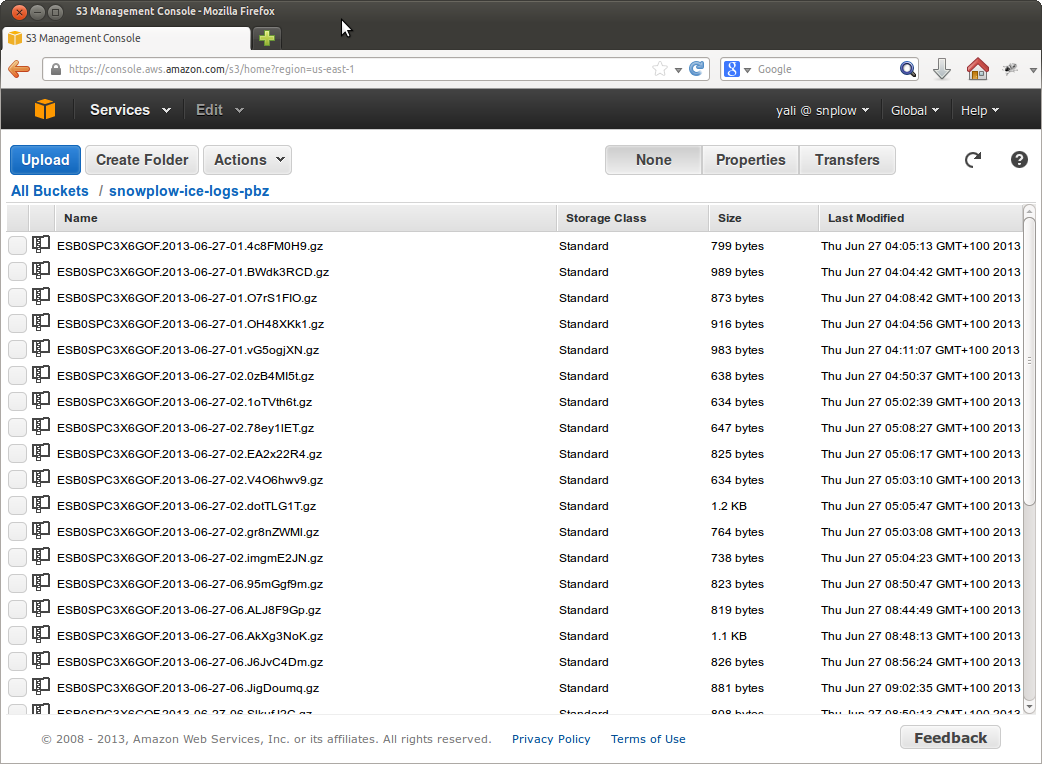 S3 Management Console - Mozilla Firefox
S3 Management Console
https://console.aws.amazon.com/s3/home?region=us-east-1
Google
Services Edit yali @ snplow Global Help
Upload Create Folder Actions None Properties Transfers
All Buckets / snowplow-ice-logs-pbz
Name Storage Class Size Last Modified
ESB0SPC3X6GOF.2013-06-27-01.4c8FM0H9.gz Standard 799 bytes Thu Jun 27 04:05:13 GMT+100 2013
ESB0SPC3X6GOF.2013-06-27-01.BWdk3RCD.gz Standard 989 bytes Thu Jun 27 04:04:42 GMT+100 2013
ESB0SPC3X6GOF.2013-06-27-01.O7rS1FIO.gz Standard 873 bytes Thu Jun 27 04:08:42 GMT+100 2013
ESB0SPC3X6GOF.2013-06-27-01.OH48XKk1.gz Standard 916 bytes Thu Jun 27 04:04:56 GMT+100 2013
ESB0SPC3X6GOF.2013-06-27-01.vG5ogjXN.gz Standard 983 bytes Thu Jun 27 04:11:07 GMT+100 2013
ESB0SPC3X6GOF.2013-06-27-02.0zB4MI5t.gz Standard 638 bytes Thu Jun 27 04:50:37 GMT+100 2013
ESB0SPC3X6GOF.2013-06-27-02.1oTVth6t.gz Standard 634 bytes Thu Jun 27 05:02:39 GMT+100 2013
ESB0SPC3X6GOF.2013-06-27-02.78ey1lET.gz Standard 647 bytes Thu Jun 27 05:08:27 GMT+100 2013
ESB0SPC3X6GOF.2013-06-27-02.EA2x22R4.gz Standard 825 bytes Thu Jun 27 05:06:17 GMT+100 2013
ESB0SPC3X6GOF.2013-06-27-02.V4O6hwv9.gz Standard 634 bytes Thu Jun 27 05:03:10 GMT+100 2013
ESB0SPC3X6GOF.2013-06-27-02.dotTLG1T.gz Standard 1.2 KB Thu Jun 27 05:05:47 GMT+100 2013
ESB0SPC3X6GOF.2013-06-27-02.gr8nZWMl.gz Standard 764 bytes Thu Jun 27 05:03:08 GMT+100 2013
ESB0SPC3X6GOF.2013-06-27-02.imgmE2JN.gz Standard 738 bytes Thu Jun 27 05:04:23 GMT+100 2013
ESB0SPC3X6GOF.2013-06-27-06.95mGgf9m.gz Standard 823 bytes Thu Jun 27 08:50:47 GMT+100 2013
ESB0SPC3X6GOF.2013-06-27-06.ALJ8F9Gp.gz Standard 819 bytes Thu Jun 27 08:44:49 GMT+100 2013
ESB0SPC3X6GOF.2013-06-27-06.AkXg3NoK.gz Standard 1.1 KB Thu Jun 27 08:48:13 GMT+100 2013
ESB0SPC3X6GOF.2013-06-27-06.J6JvC4Dm.gz Standard 826 bytes Thu Jun 27 08:56:24 GMT+100 2013
ESB0SPC3X6GOF.2013-06-27-06.JigDoumq.gz Standard 881 bytes Thu Jun 27 09:02:35 GMT+100 2013
Standard
© 2008 - 2013, Amazon Web Services, Inc. or its affiliates. All rights reserved. Privacy Policy Terms of Use Feedback